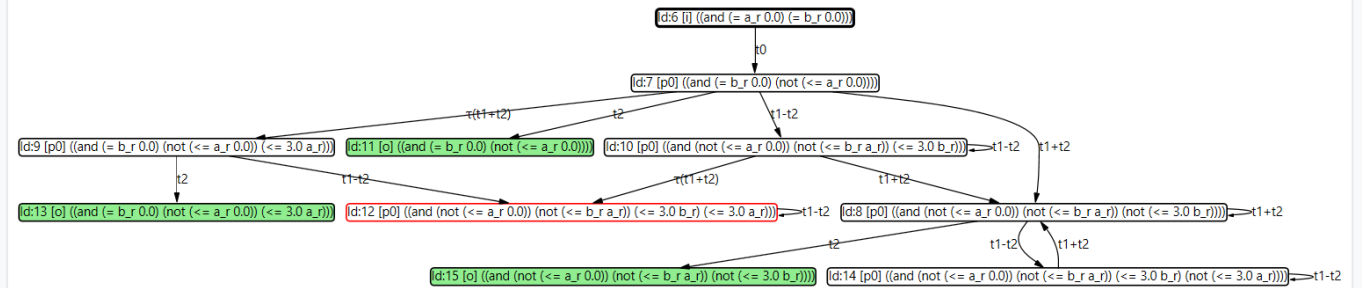 Id:6 [i] ((and (= a_r 0.0) (= b_r 0.0)))
t0
Id:7 [p0] ((and (= b_r 0.0) (not (<= a_r 0.0))))
τ(t1+t2)
t2
t1-t2
Id:9 [p0] ((and (= b_r 0.0) (not (<= a_r 0.0)) (<= 3.0 a_r)))
Id:11 [o] ((and (= b_r 0.0) (not (<= a_r 0.0))))
Id:10 [p0] ((and (not (<= a_r 0.0)) (not (<= b_r a_r)) (<= 3.0 b_r)))
t1-t2
t1+t2
t2
t1-t2
τ(t1+t2)
t1+t2
Id:13 [o] ((and (= b_r 0.0) (not (<= a_r 0.0)) (<= 3.0 a_r)))
Id:12 [p0] ((and (not (<= a_r 0.0)) (not (<= b_r a_r)) (<= 3.0 b_r) (<= 3.0 a_r)))
t1-t2
Id:8 [p0] ((and (not (<= a_r 0.0)) (not (<= b_r a_r)) (not (<= 3.0 b_r))))
t1+t2
t2
t1-t2
t1+t2
Id:15 [o] ((and (not (<= a_r 0.0)) (not (<= b_r a_r)) (not (<= 3.0 b_r))))
Id:14 [p0] ((and (not (<= a_r 0.0)) (not (<= b_r a_r)) (<= 3.0 b_r) (not (<= 3.0 a_r))))
t1-t2